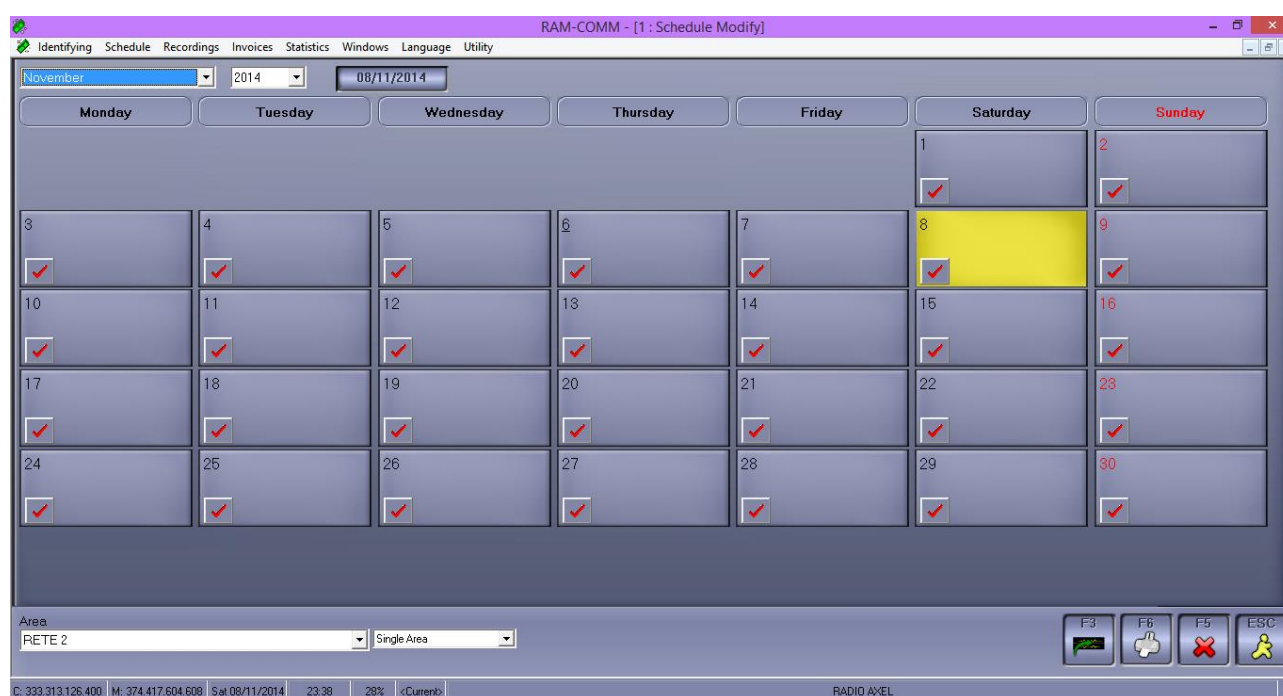 RAM-COMM - [1 : Schedule Modify]
Identifying Schedule Recordings Invoices Statistics Windows Language Utility
November 2014 08/11/2014
Monday Tuesday Wednesday Thursday Friday Saturday Sunday
1 2
3 4 5 6 7 8 9
10 11 12 13 14 15 16
17 18 19 20 21 22 23
24 25 26 27 28 29 30
Area
RETE 2 Single Area
F3 F6 F5 ESC
C: 333.313.126.400 M: 374.417.604.608 Sat 08/11/2014 23:38 28% <Current> RADIO AXEL